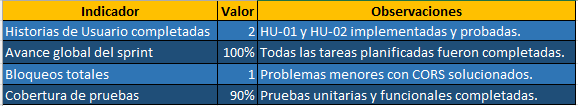 Indicador Valor Observaciones
Historias de Usuario completadas 2 HU-01 y HU-02 implementadas y probadas.
Avance global del sprint 100% Todas las tareas planificadas fueron completadas.
Bloqueos totales 1 Problemas menores con CORS solucionados.
Cobertura de pruebas 90% Pruebas unitarias y funcionales completadas.